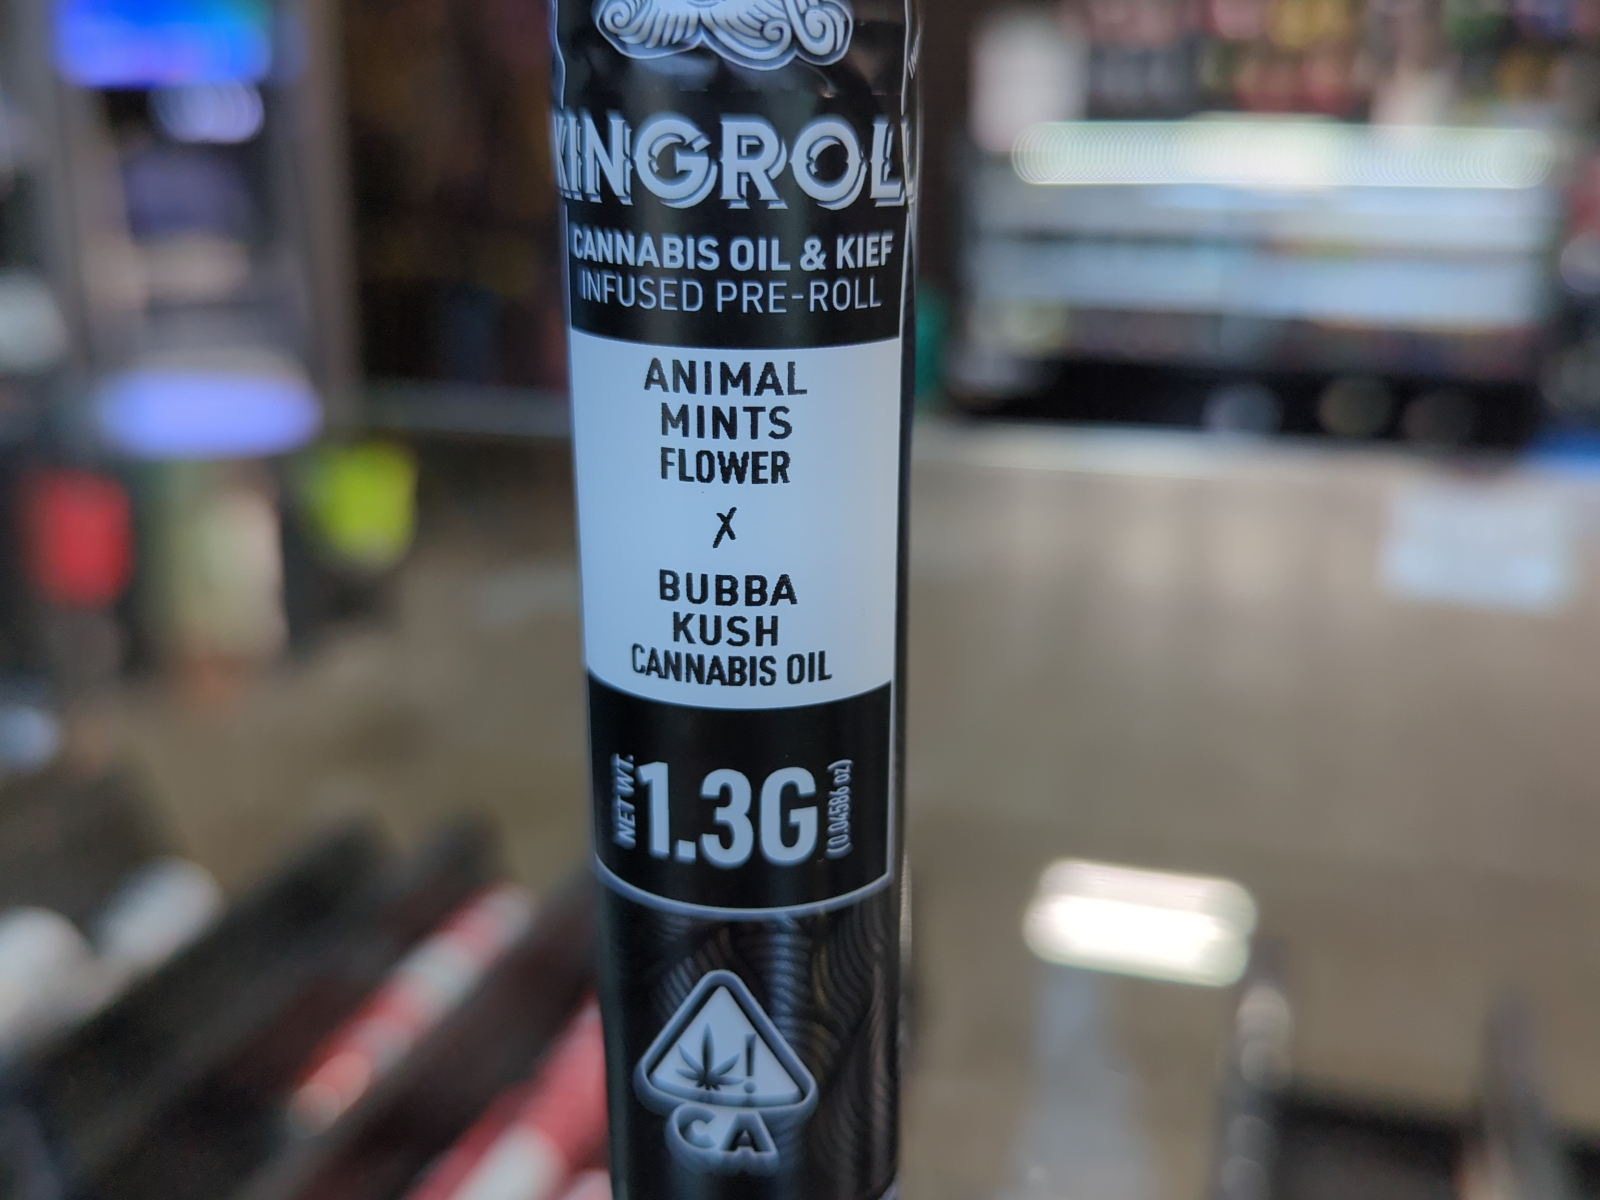 KINGROLL
CANNABIS OIL & KIEF
INFUSED PRE-ROLL
ANIMAL
MINTS
FLOWER
X
BUBBA
KUSH
CANNABIS OIL
NET WT.
1.3G
(0.04586 oz)
!
CA